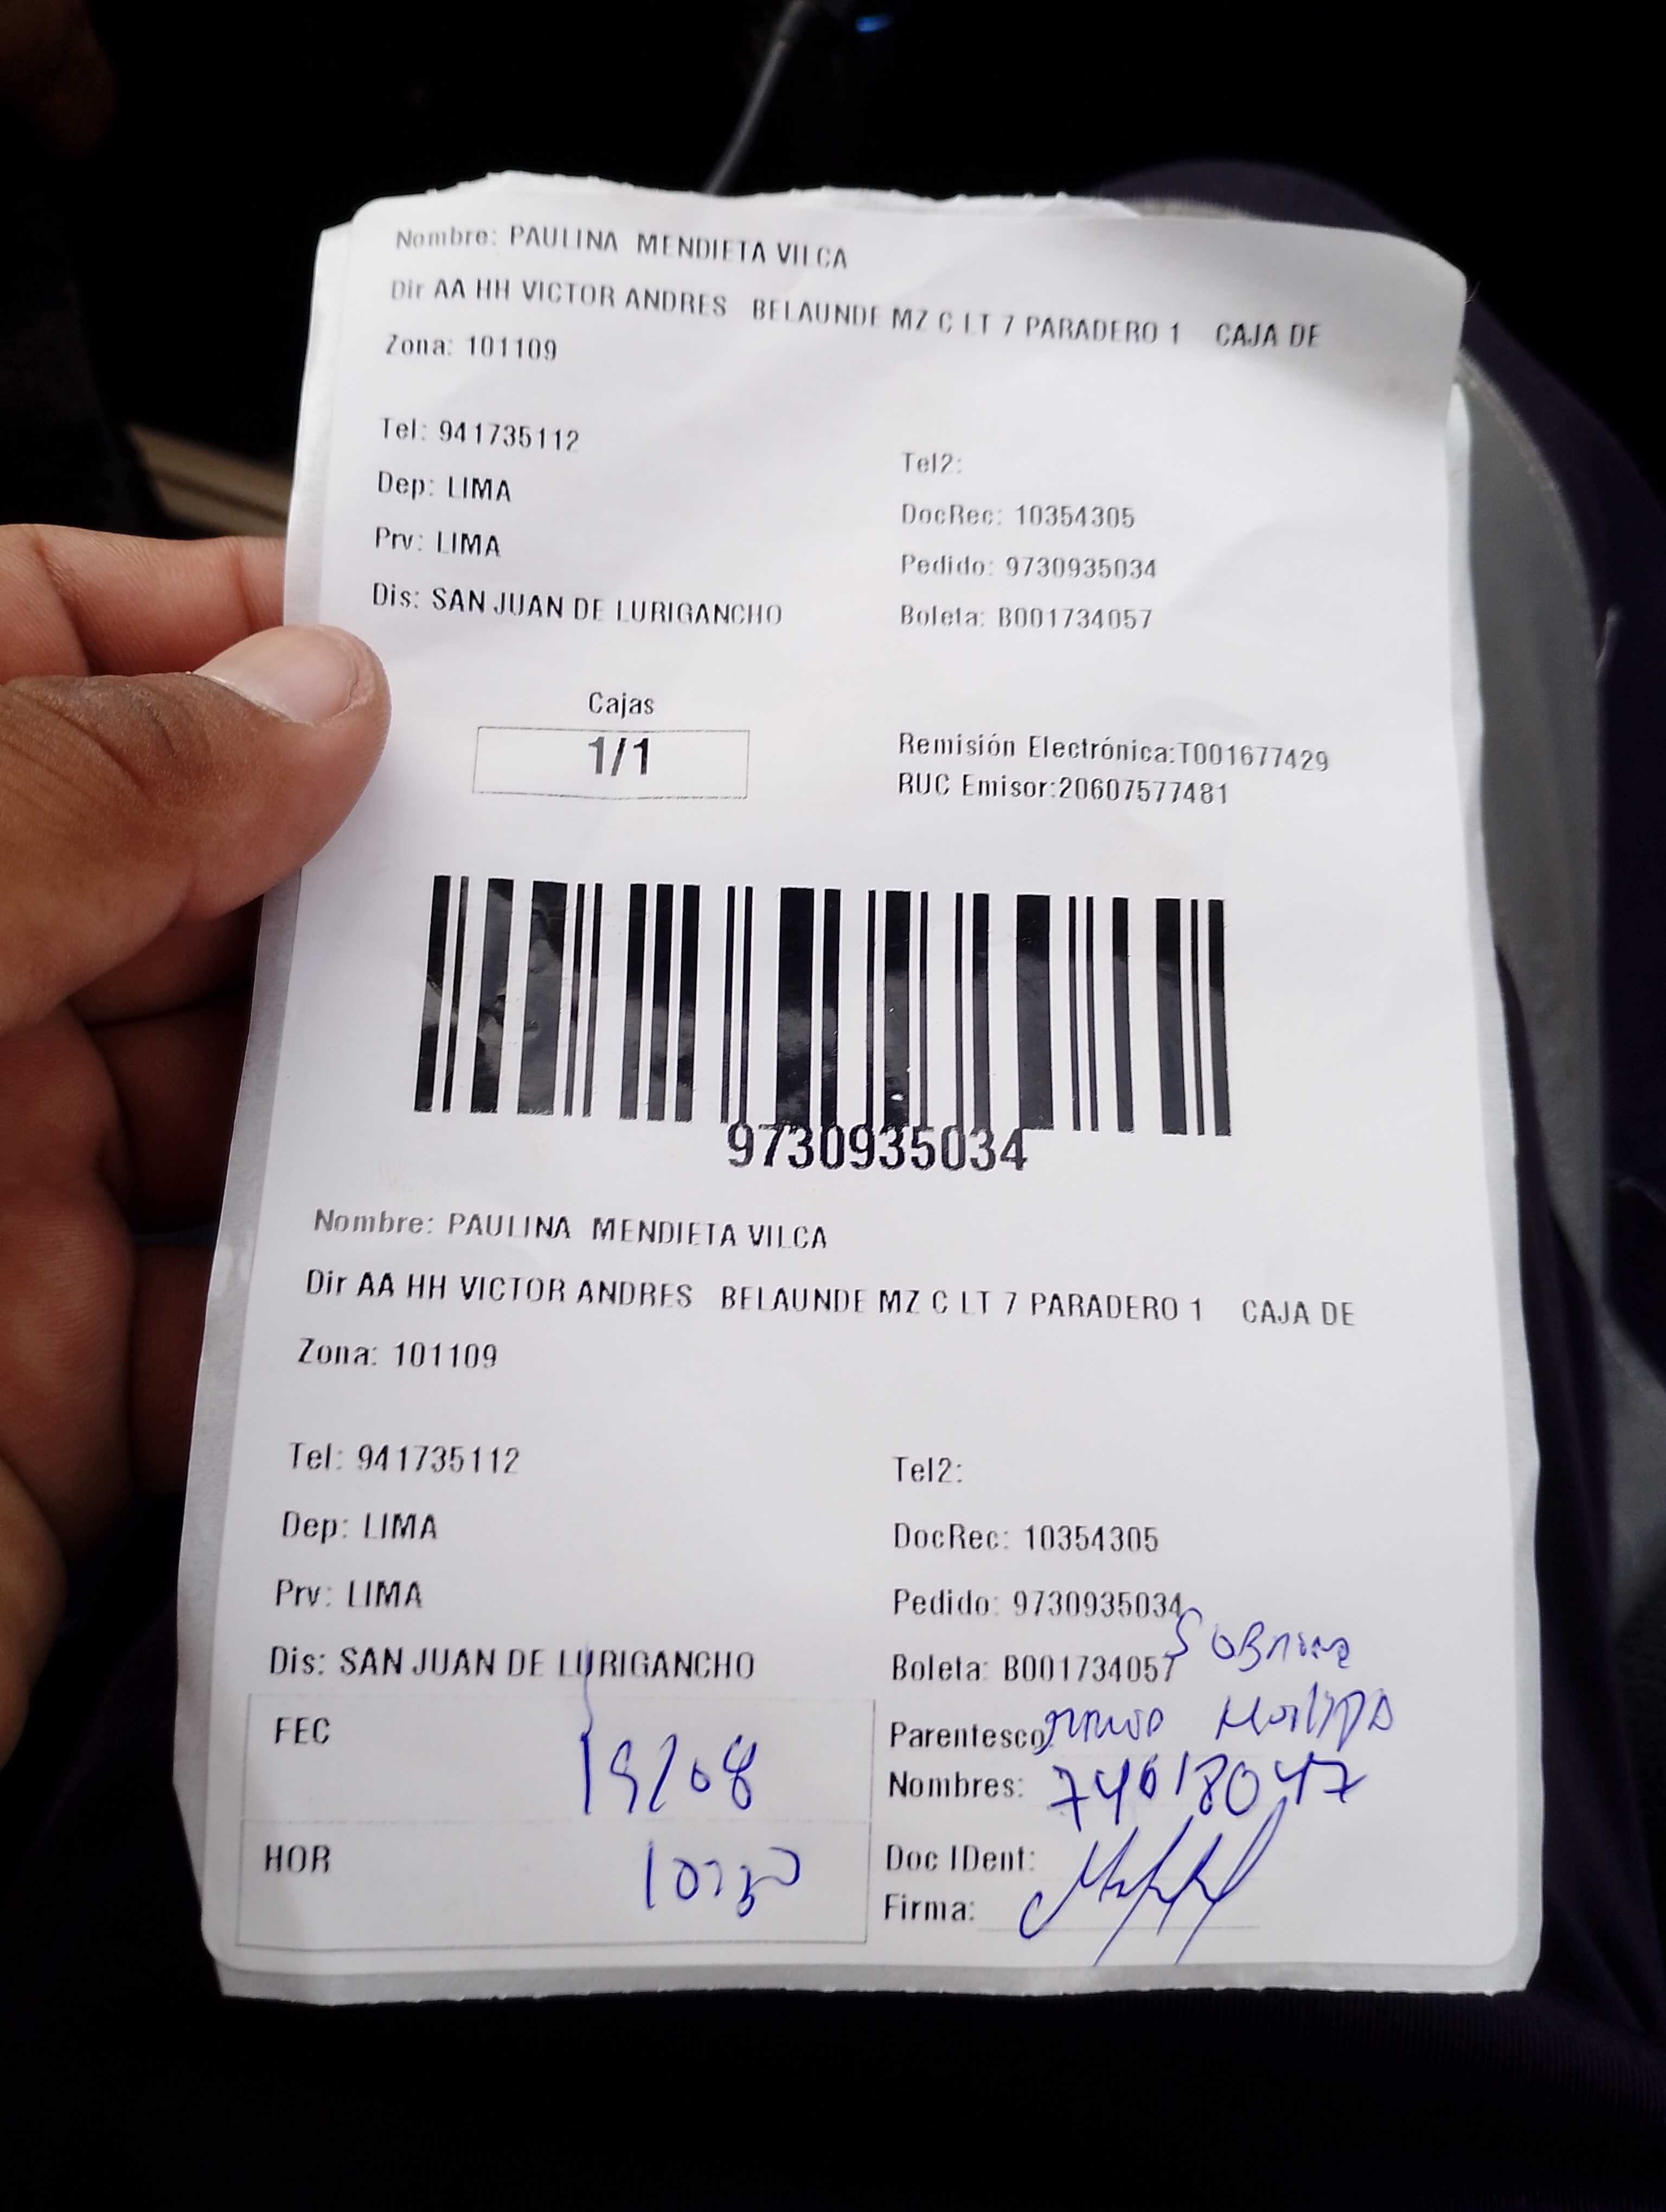 Nombre: PAULINA MENDIETA VILCA
Dir AA HH VICTOR ANDRES BELAUNDE MZ C LT 7 PARADERO 1 CAJA DE
Zona: 101109
Tel: 941735112
Tel2:
Dep: LIMA
DocRec: 10354305
Prv: LIMA
Pedido: 9730935034
Dis: SAN JUAN DE LURIGANCHO
Boleta: B001734057
Cajas
1/1
Remisión Electrónica:T001677429
RUC Emisor:20607577481
9730935034
Nombre: PAULINA MENDIETA VILCA
Dir AA HH VICTOR ANDRES BELAUNDE MZ C LT 7 PARADERO 1 CAJA DE
Zona: 101109
Tel: 941735112
Tel2:
Dep: LIMA
DocRec: 10354305
Prv: LIMA
Pedido: 9730935034
Dis: SAN JUAN DE LURIGANCHO
Boleta: B001734057
FEC 19/08
Parentesco:
Nombres: 74618047
HOR
Doc IDent:
Firma: